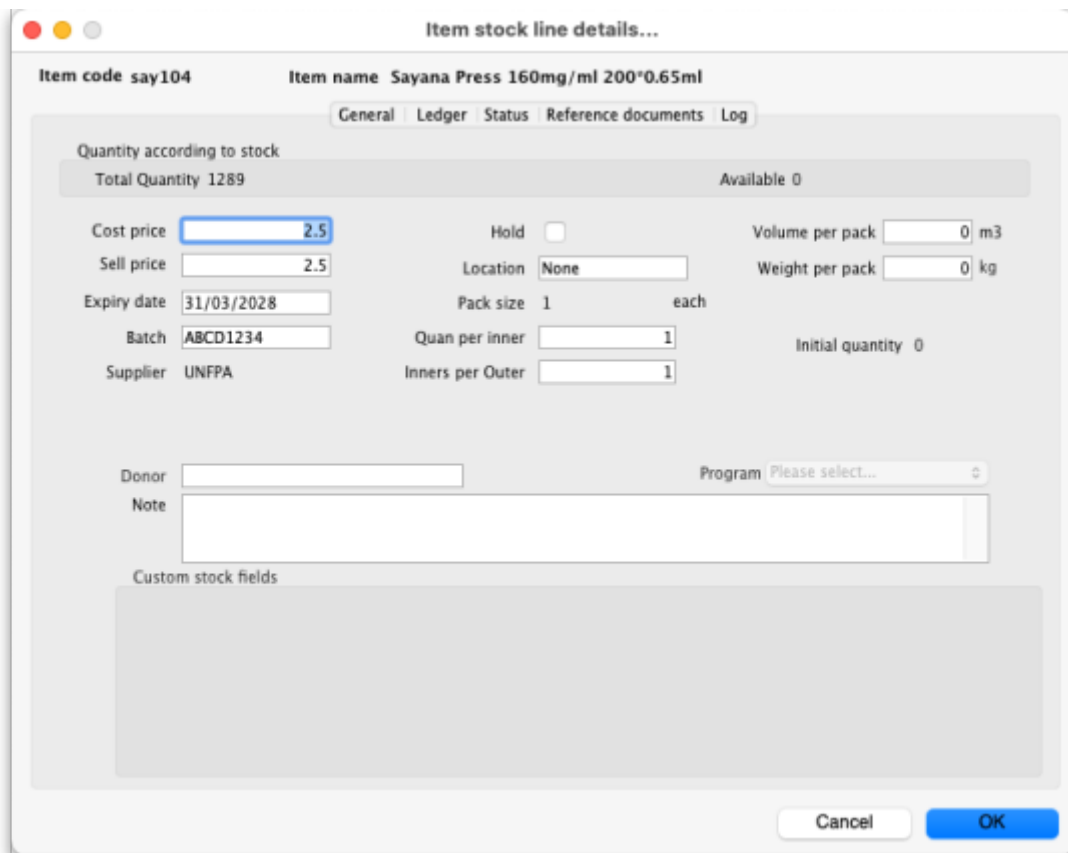 Item stock line details...
Item code say104 Item name Sayana Press 160mg/ml 200*0.65ml
General Ledger Status Reference documents Log
Quantity according to stock
Total Quantity 1289 Available 0
Cost price 2.5 Hold Volume per pack 0 m3
Sell price 2.5 Location None Weight per pack 0 kg
Expiry date 31/03/2028 Pack size 1 each
Batch ABCD1234 Quan per inner 1 Initial quantity 0
Supplier UNFPA Inners per Outer 1
Donor Program Please select...
Note
Custom stock fields
Cancel OK